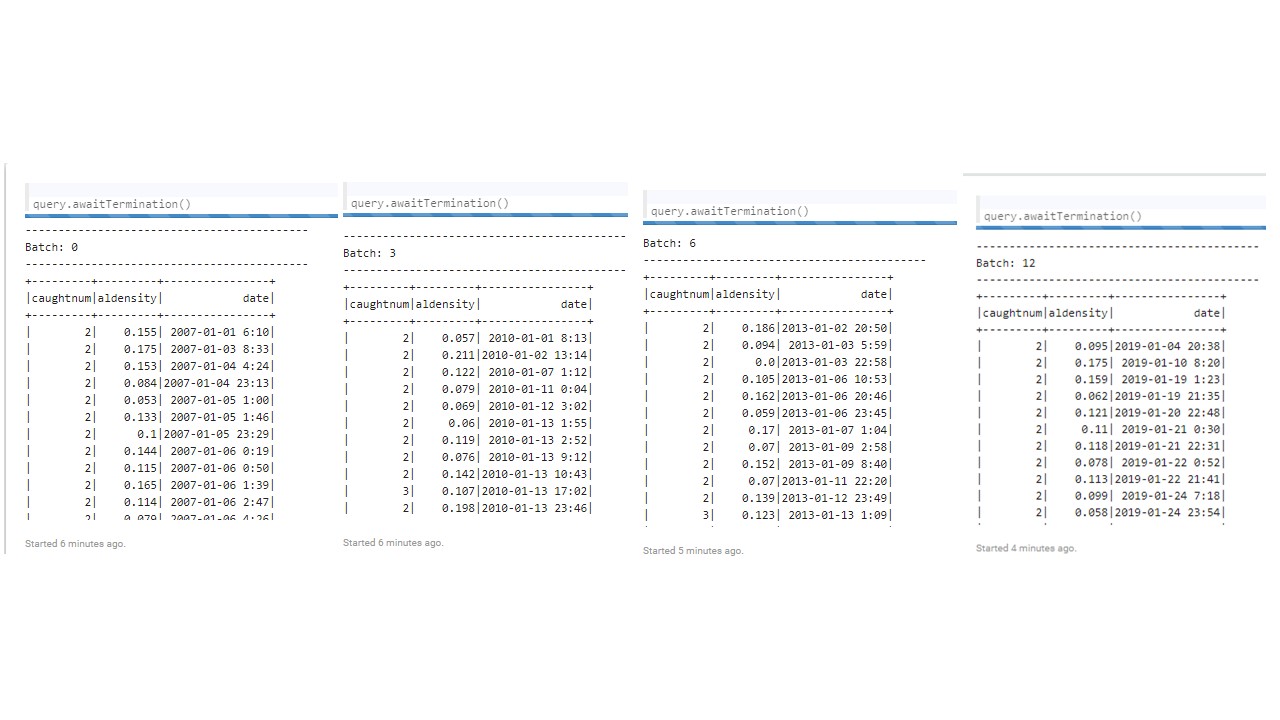 query.awaitTermination()
-------------------------------------------
Batch: 0
-------------------------------------------
+---------+---------+----------------+
|caughtnum|aldensity|            date|
+---------+---------+----------------+
|        2|    0.155| 2007-01-01 6:10|
|        2|    0.175| 2007-01-03 8:33|
|        2|    0.153| 2007-01-04 4:24|
|        2|    0.084|2007-01-04 23:13|
|        2|    0.053| 2007-01-05 1:00|
|        2|    0.133| 2007-01-05 1:46|
|        2|      0.1|2007-01-05 23:29|
|        2|    0.144| 2007-01-06 0:19|
|        2|    0.115| 2007-01-06 0:50|
|        2|    0.165| 2007-01-06 1:39|
|        2|    0.114| 2007-01-06 2:47|
|        2|    0.079| 2007-01-06 4:26|
Started 6 minutes ago.
query.awaitTermination()
-------------------------------------------
Batch: 3
-------------------------------------------
+---------+---------+----------------+
|caughtnum|aldensity|            date|
+---------+---------+----------------+
|        2|    0.057| 2010-01-01 8:13|
|        2|    0.211|2010-01-02 13:14|
|        2|    0.122| 2010-01-07 1:12|
|        2|    0.079| 2010-01-11 0:04|
|        2|    0.069| 2010-01-12 3:02|
|        2|     0.06| 2010-01-13 1:55|
|        2|    0.119| 2010-01-13 2:52|
|        2|    0.076| 2010-01-13 9:12|
|        2|    0.142|2010-01-13 10:43|
|        3|    0.107|2010-01-13 17:02|
|        2|    0.198|2010-01-13 23:46|
Started 6 minutes ago.
query.awaitTermination()
Batch: 6
-------------------------------------------
+---------+---------+----------------+
|caughtnum|aldensity|            date|
+---------+---------+----------------+
|        2|    0.186|2013-01-02 20:50|
|        2|    0.094| 2013-01-03 5:59|
|        2|      0.0|2013-01-03 22:58|
|        2|    0.105|2013-01-06 10:53|
|        2|    0.162|2013-01-06 20:46|
|        2|    0.059|2013-01-06 23:45|
|        2|     0.17| 2013-01-07 1:04|
|        2|     0.07| 2013-01-09 2:58|
|        2|    0.152| 2013-01-09 8:40|
|        2|     0.07|2013-01-11 22:20|
|        2|    0.139|2013-01-12 23:49|
|        3|    0.123| 2013-01-13 1:09|
Started 5 minutes ago.
query.awaitTermination()
-------------------------------------------
Batch: 12
-------------------------------------------
+---------+---------+----------------+
|caughtnum|aldensity|            date|
+---------+---------+----------------+
|        2|    0.095|2019-01-04 20:38|
|        2|    0.175| 2019-01-10 8:20|
|        2|    0.159| 2019-01-19 1:23|
|        2|    0.062|2019-01-19 21:35|
|        2|    0.121|2019-01-20 22:48|
|        2|     0.11| 2019-01-21 0:30|
|        2|    0.118|2019-01-21 22:31|
|        2|    0.078| 2019-01-22 0:52|
|        2|    0.113|2019-01-22 21:41|
|        2|    0.099| 2019-01-24 7:18|
|        2|    0.058|2019-01-24 23:54|
Started 4 minutes ago.